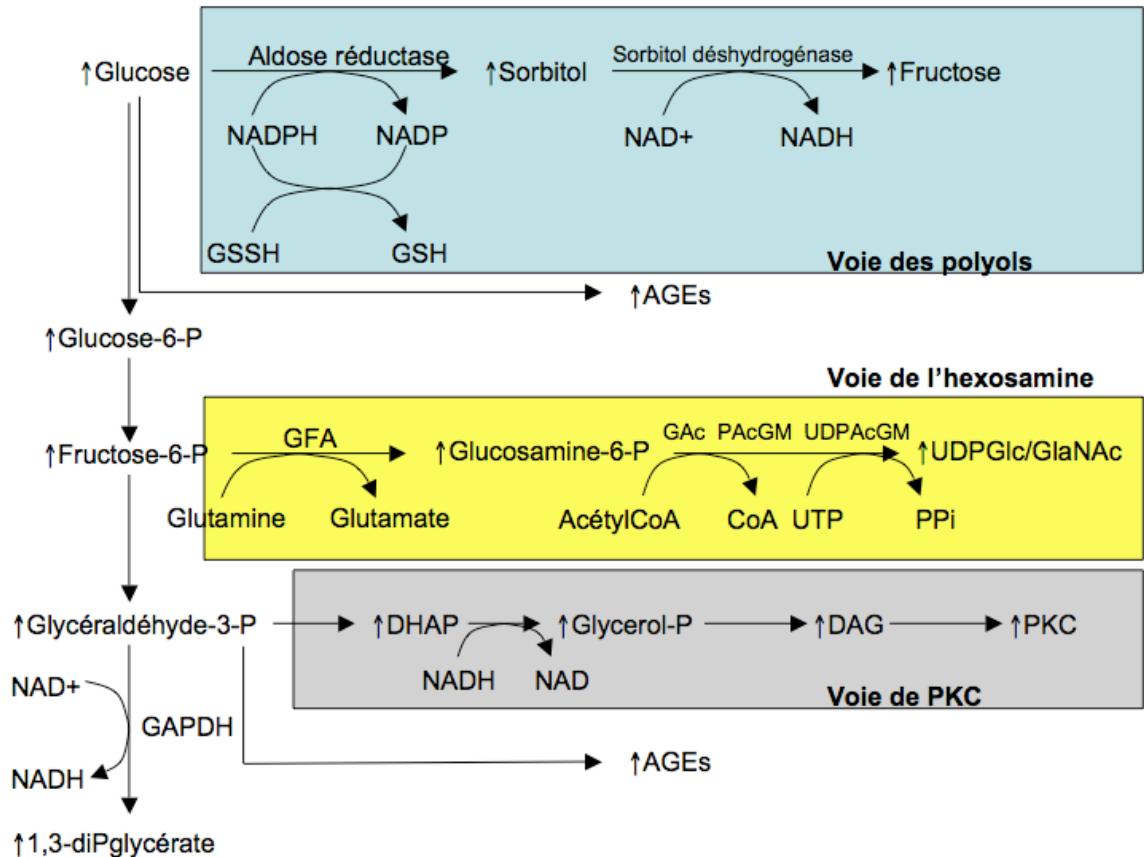 Aldose réductase
Sorbitol déshydrogénase
↑Glucose ↑Sorbitol ↑Fructose
NADPH NADP NAD+ NADH
GSSH GSH
Voie des polyols
↑AGEs
↑Glucose-6-P
Voie de l’hexosamine
GFA GAc PAcGM UDPAcGM
↑Fructose-6-P ↑Glucosamine-6-P ↑UDPGlc/GlaNAc
Glutamine Glutamate AcétylCoA CoA UTP PPi
↑Glycéraldéhyde-3-P ↑DHAP ↑Glycerol-P ↑DAG ↑PKC
NADH NAD
NAD+
Voie de PKC
GAPDH
NADH
↑AGEs
↑1,3-diPglycérate